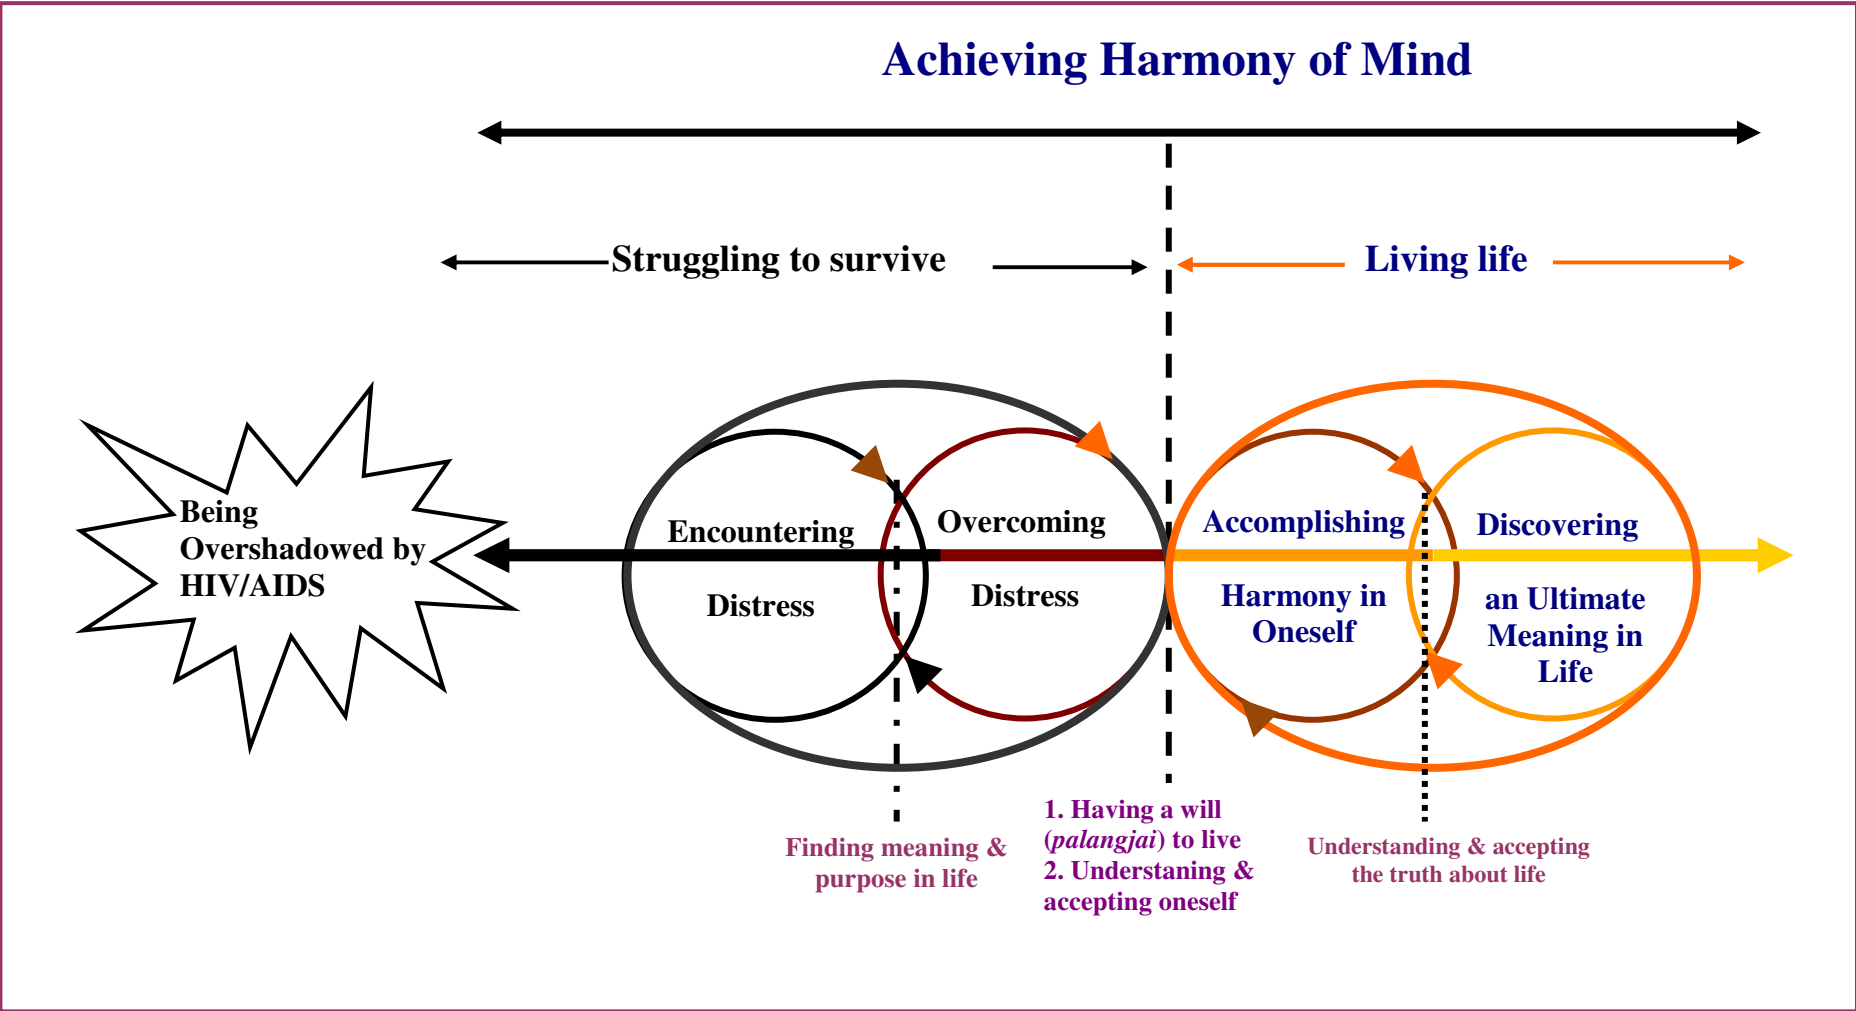 Achieving Harmony of Mind
Struggling to survive
Living life
Being
Overshadowed by
HIV/AIDS
Encountering
Distress
Overcoming
Distress
Accomplishing
Harmony in
Oneself
Discovering
an Ultimate
Meaning in
Life
Finding meaning &
purpose in life
1. Having a will
(palangjai) to live
2. Understaning &
accepting oneself
Understanding & accepting
the truth about life